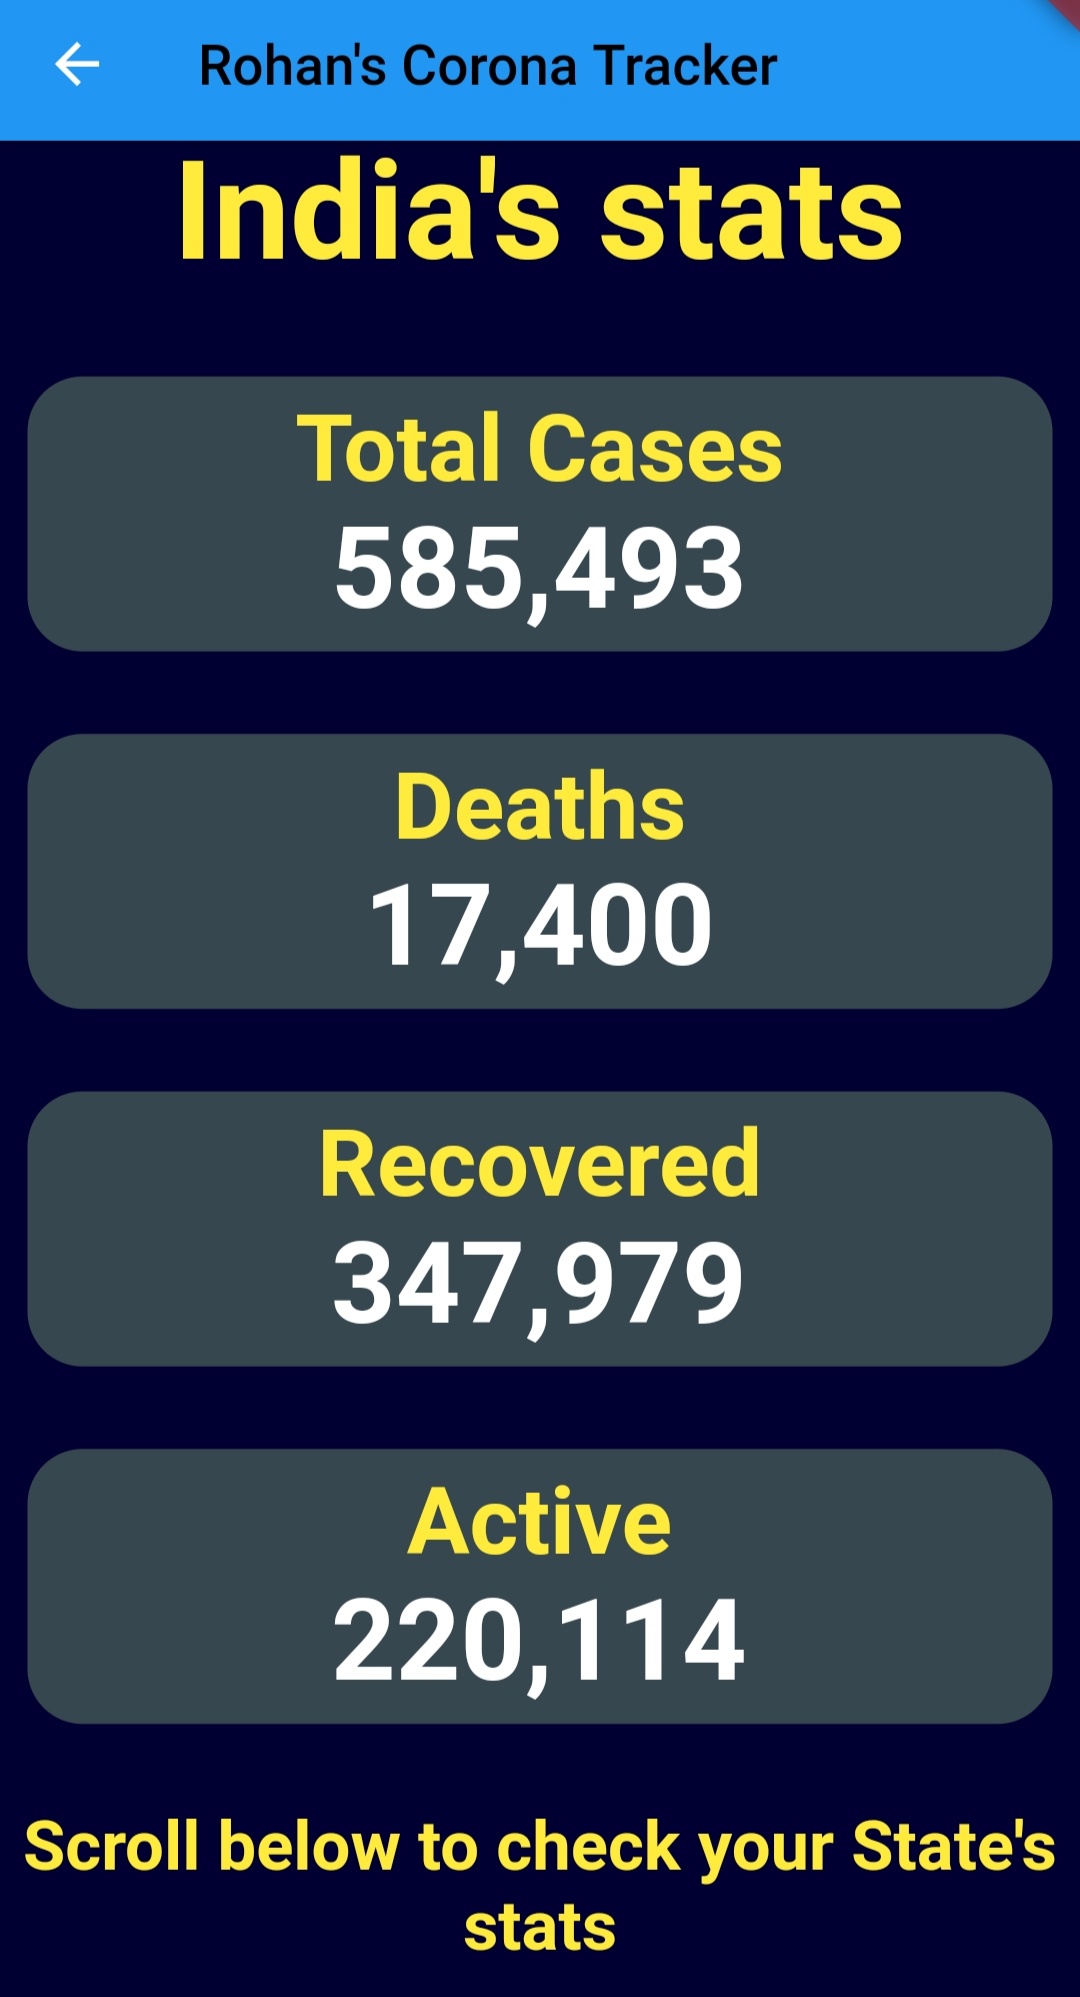 Rohan's Corona Tracker
India's stats
Total Cases
585,493
Deaths
17,400
Recovered
347,979
Active
220,114
Scroll below to check your State's
stats